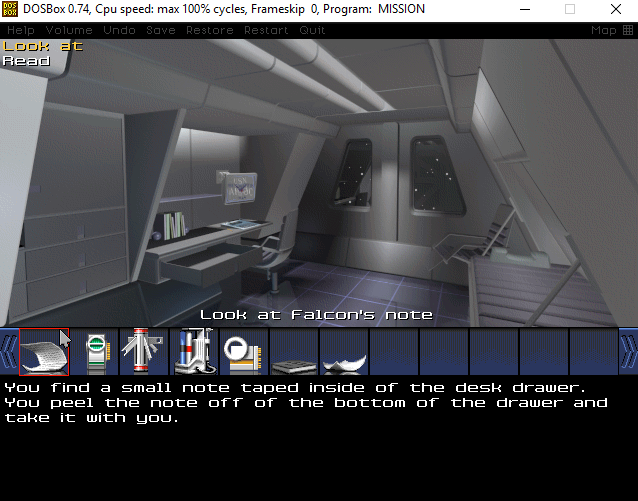 DOSBox 0.74, Cpu speed: max 100% cycles, Frameskip 0, Program: MISSION
Help Volume Undo Save Restore Restart Quit Map
Look at
Read
Look at Falcon's note
You find a small note taped inside of the desk drawer.
You peel the note off of the bottom of the drawer and
take it with you.